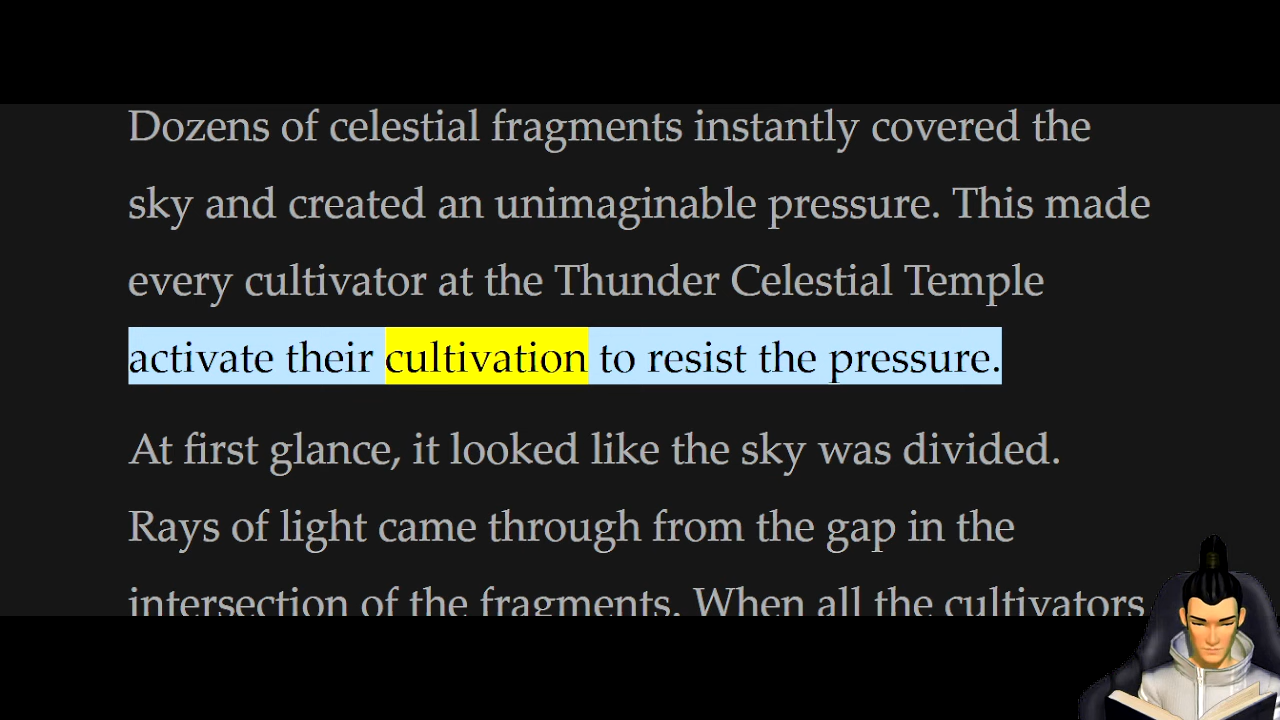 Dozens of celestial fragments instantly covered the
sky and created an unimaginable pressure. This made
every cultivator at the Thunder Celestial Temple
activate their cultivation to resist the pressure.
At first glance, it looked like the sky was divided.
Rays of light came through from the gap in the
intersection of the fragments. When all the cultivators